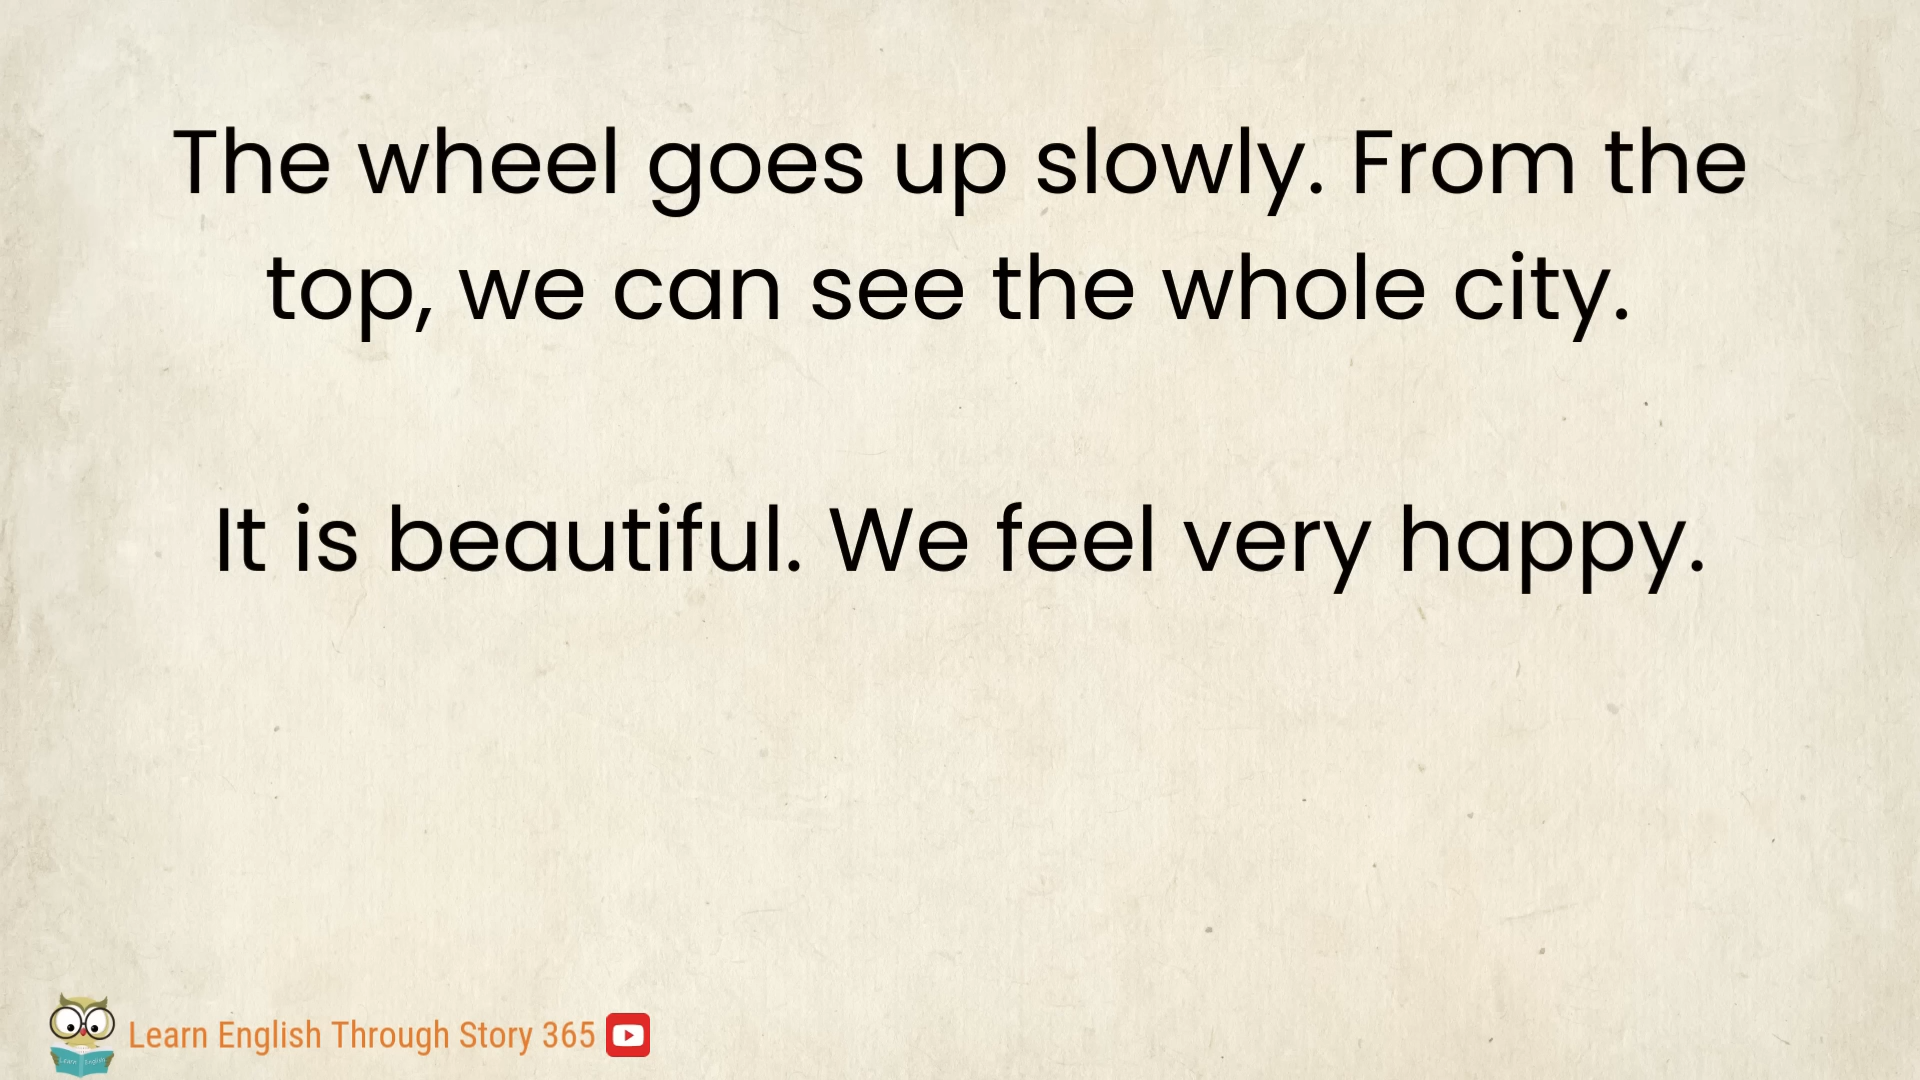 The wheel goes up slowly. From the
top, we can see the whole city.
It is beautiful. We feel very happy.
Learn English Through Story 365